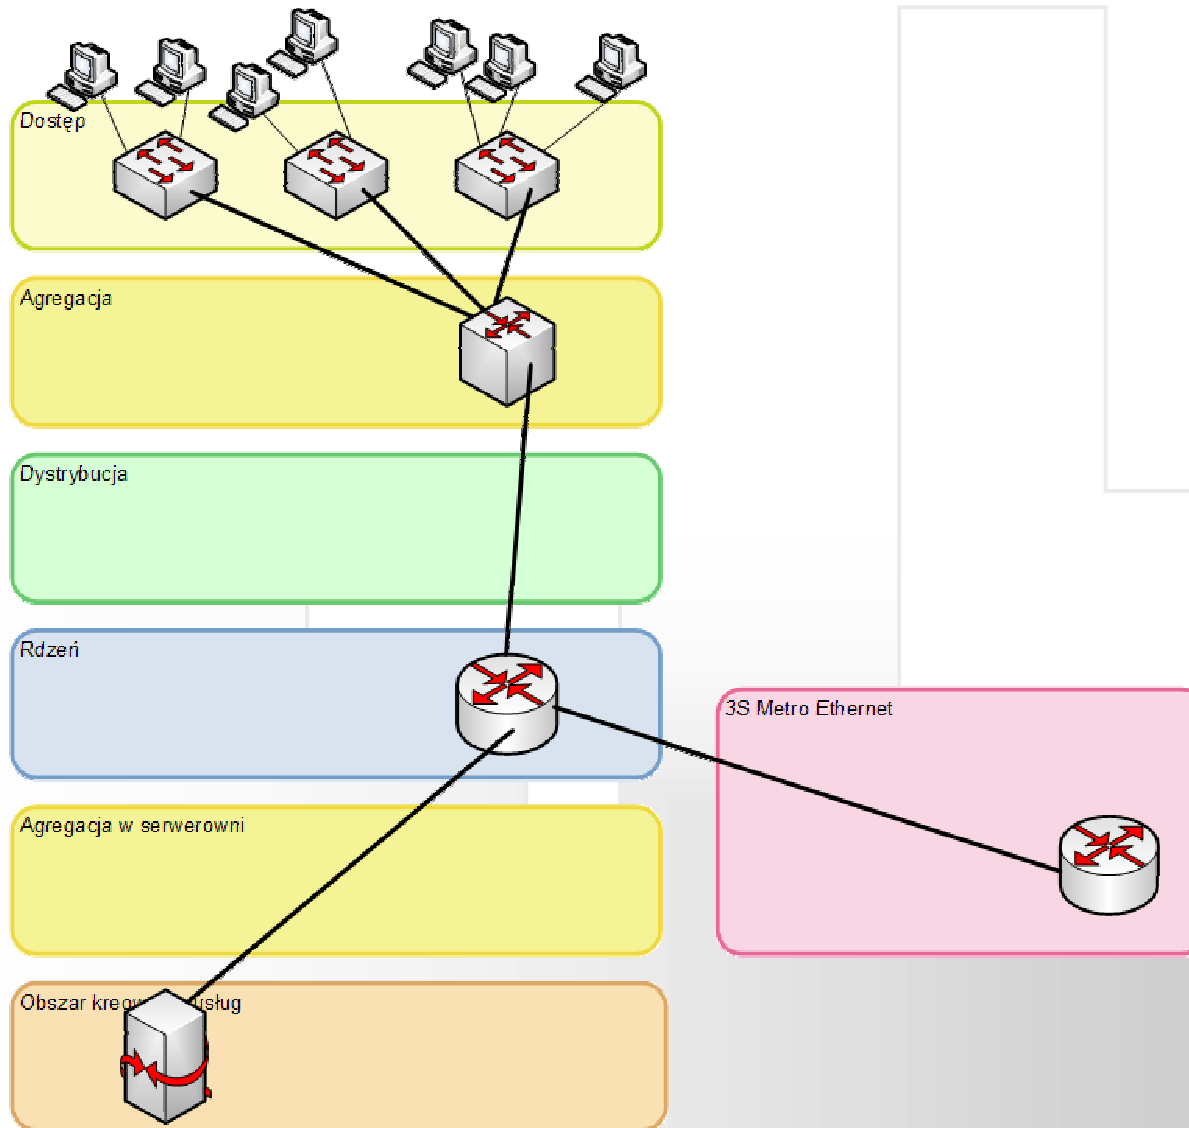 Dostęp
Agregacja
Dystrybucja
Rdzeń
3S Metro Ethernet
Agregacja w serwerowni
Obszar usług